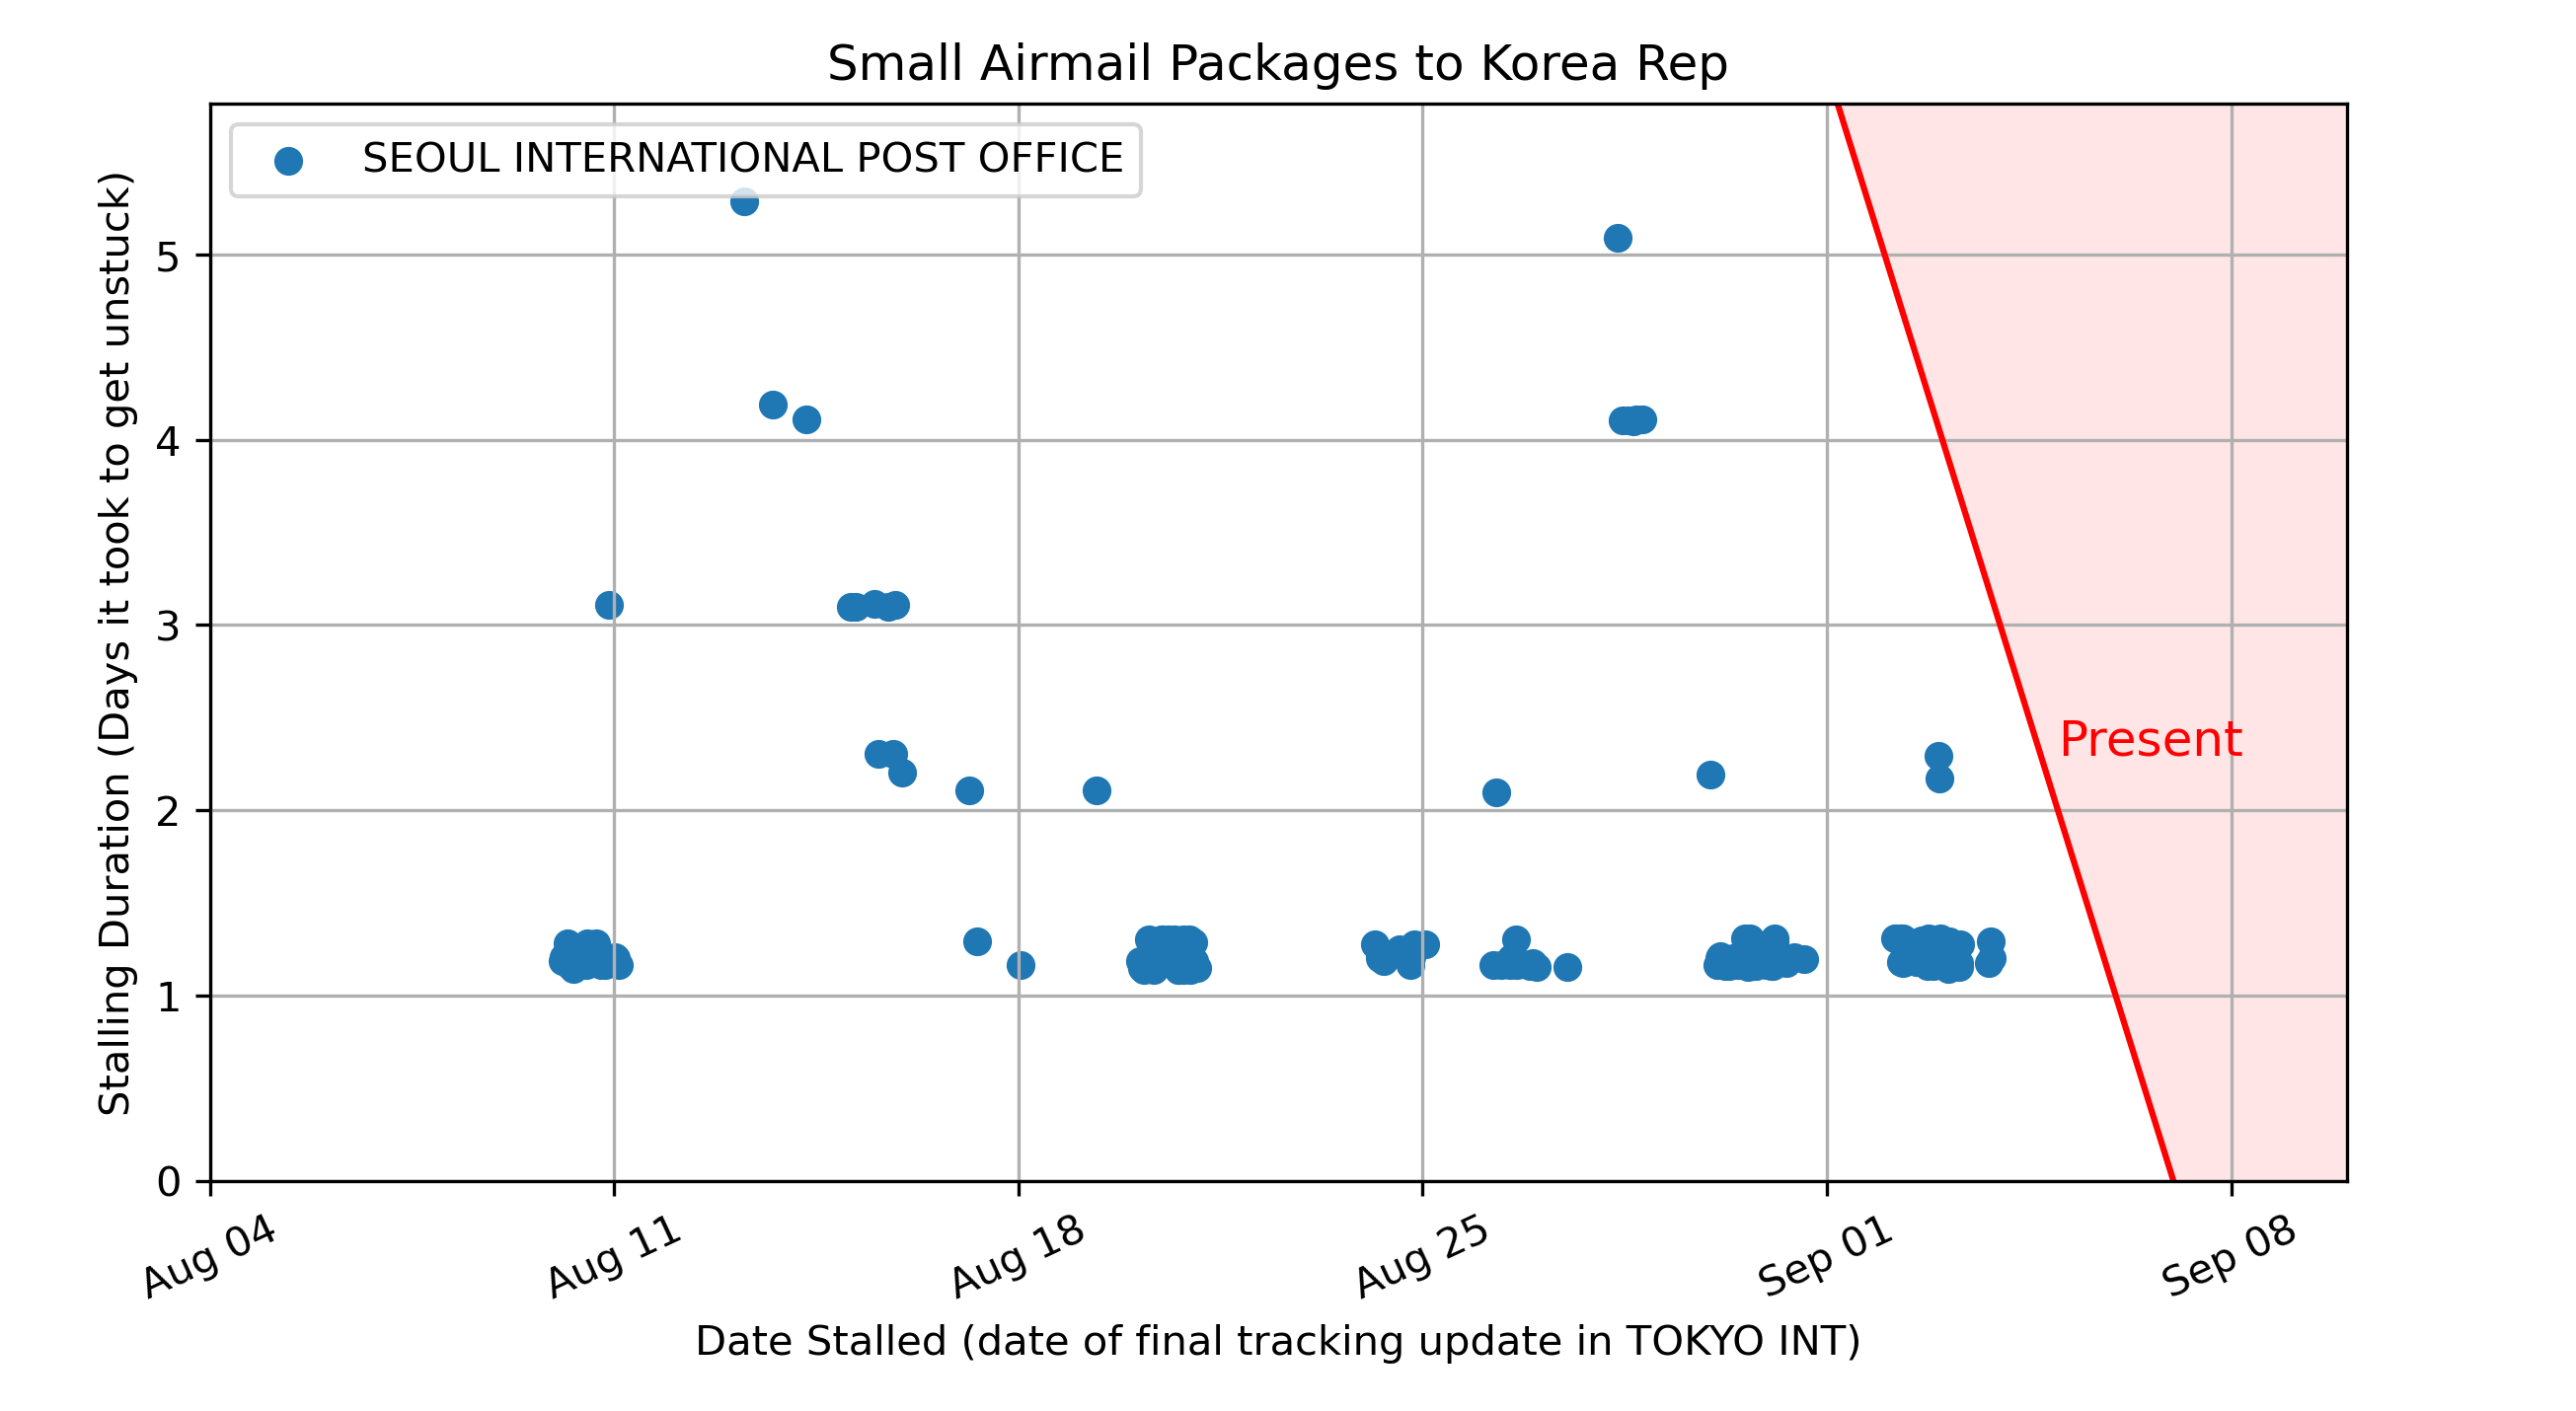 Small Airmail Packages to Korea Rep
SEOUL INTERNATIONAL POST OFFICE
Stalling Duration (Days it took to get unstuck)
5
4
3
2
1
0
Present
Aug 04
Aug 11
Aug 18
Aug 25
Sep 01
Sep 08
Date Stalled (date of final tracking update in TOKYO INT)